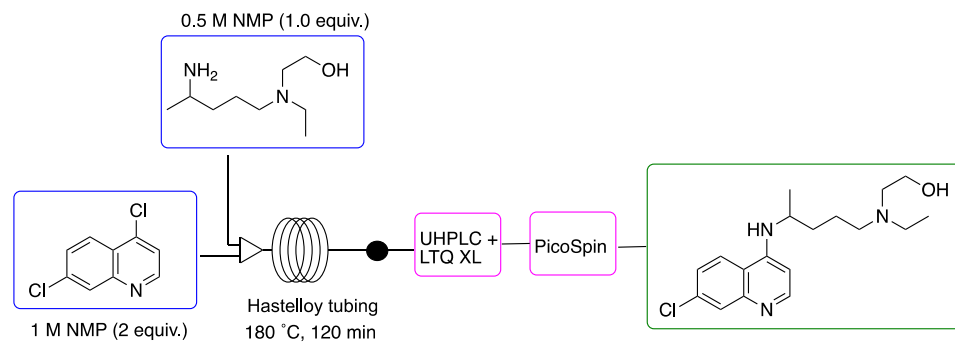 0.5 M NMP (1.0 equiv.)
NH2
OH
N
Cl
Cl
N
1 M NMP (2 equiv.)
Hastelloy tubing
180 ˚C, 120 min
UHPLC +
LTQ XL
PicoSpin
OH
N
HN
Cl
N